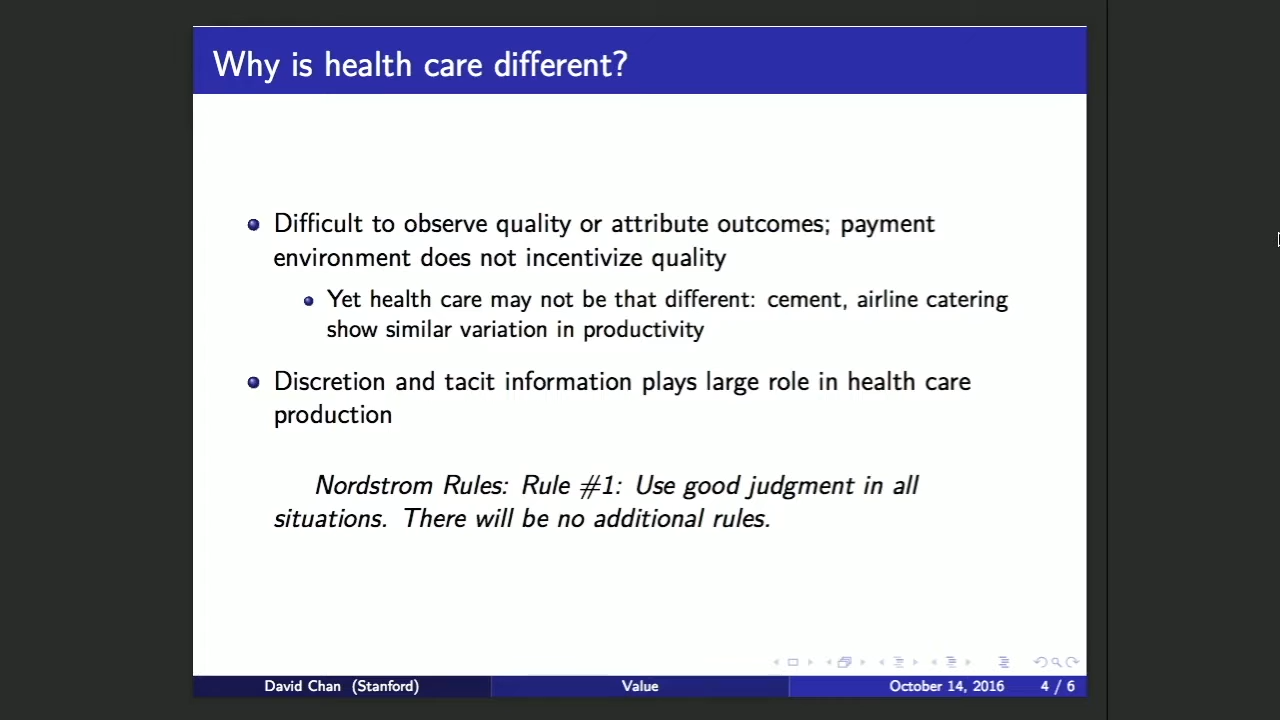 Why is health care different?
Difficult to observe quality or attribute outcomes; payment
environment does not incentivize quality
Yet health care may not be that different: cement, airline catering
show similar variation in productivity
Discretion and tacit information plays large role in health care
production
Nordstrom Rules: Rule #1: Use good judgment in all
situations. There will be no additional rules.
David Chan (Stanford) Value October 14, 2016 4 / 6